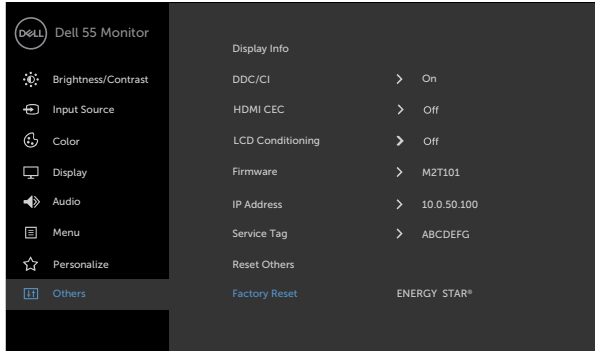 DELL Dell 55 Monitor
Brightness/Contrast
Input Source
Color
Display
Audio
Menu
Personalize
Others
Display Info
DDC/CI > On
HDMI CEC > Off
LCD Conditioning > Off
Firmware > M2T101
IP Address > 10.0.50.100
Service Tag > ABCDEFG
Reset Others
Factory Reset ENERGY STAR®